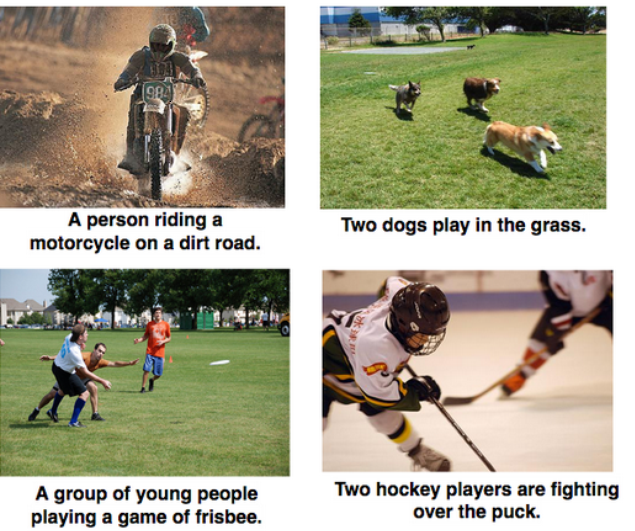 984
A person riding a
motorcycle on a dirt road.
Two dogs play in the grass.
A group of young people
playing a game of frisbee.
Two hockey players are fighting
over the puck.